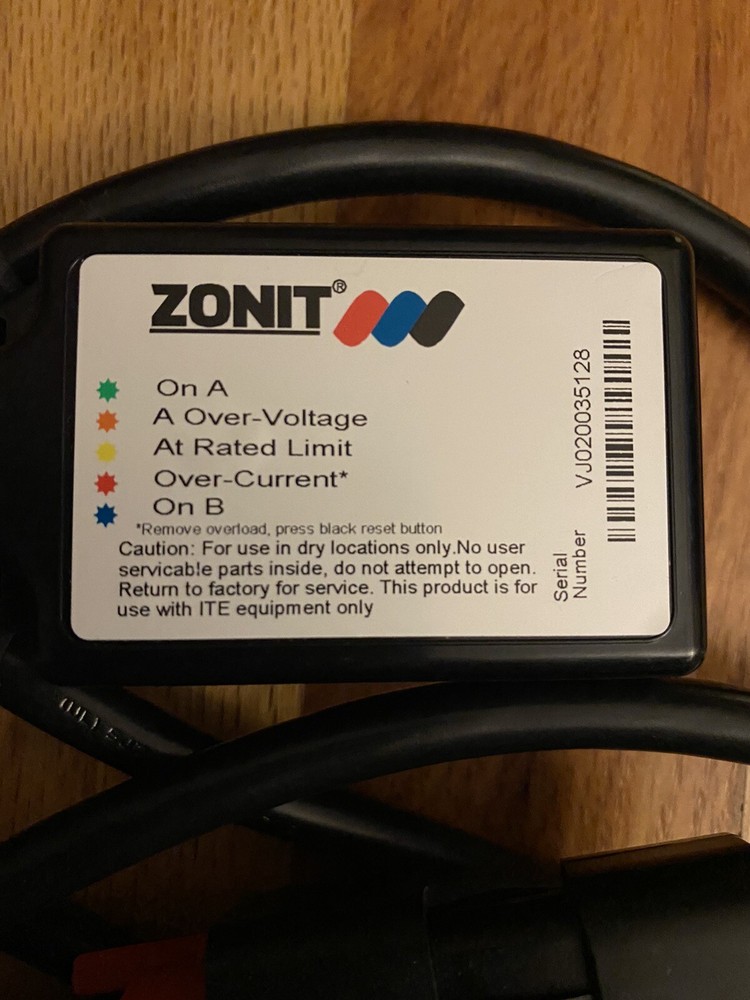 ZONIT®
On A
A Over-Voltage
At Rated Limit
Over-Current*
On B
*Remove overload, press black reset button
Caution: For use in dry locations only.No user
servicable parts inside, do not attempt to open.
Return to factory for service. This product is for
use with ITE equipment only
Serial
Number
VJ020035128